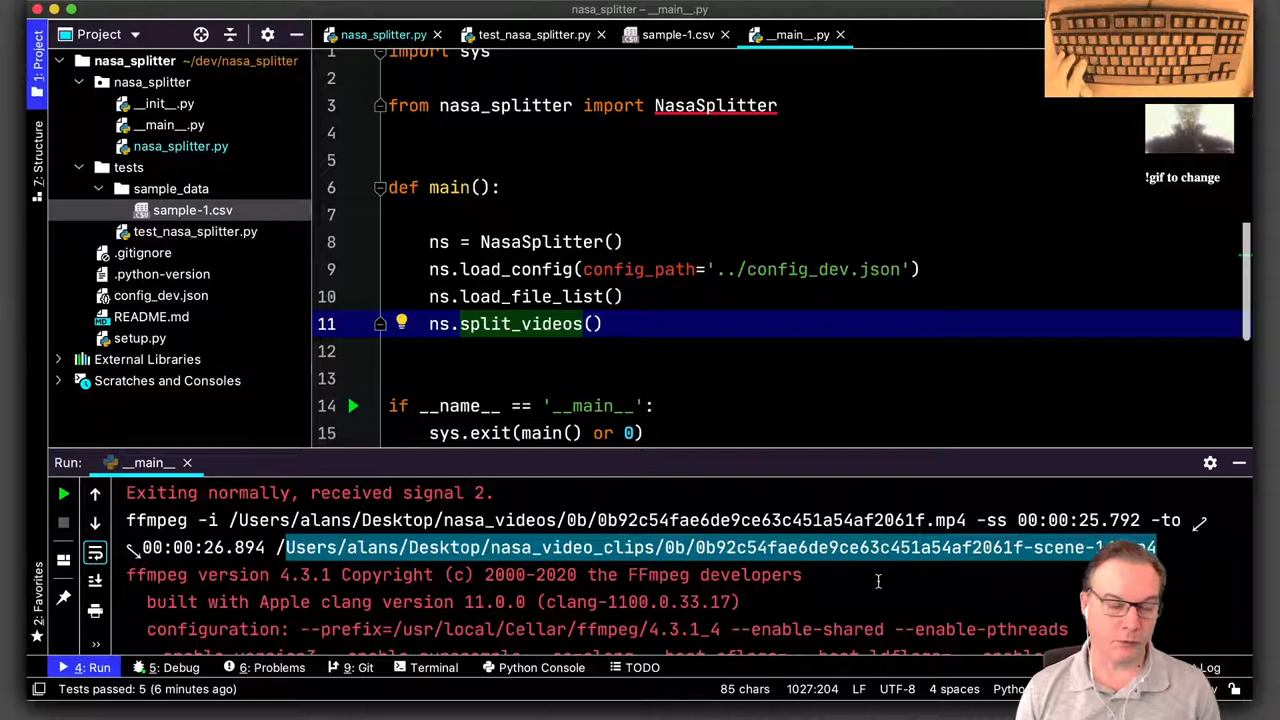 nasa_splitter – __main__.py
Project
nasa_splitter.py
test_nasa_splitter.py
sample-1.csv
__main__.py
1: Project
7: Structure
2: Favorites
nasa_splitter ~/dev/nasa_splitter
nasa_splitter
__init__.py
__main__.py
nasa_splitter.py
tests
sample_data
sample-1.csv
test_nasa_splitter.py
.gitignore
.python-version
config_dev.json
README.md
setup.py
External Libraries
Scratches and Consoles
1 import sys
2
3 from nasa_splitter import NasaSplitter
4
5
6 def main():
7
8 ns = NasaSplitter()
9 ns.load_config(config_path='../config_dev.json')
10 ns.load_file_list()
11 ns.split_videos()
12
13
14 if __name__ == '__main__':
15 sys.exit(main() or 0)
!gif to change
Run: __main__
Exiting normally, received signal 2.
ffmpeg -i /Users/alans/Desktop/nasa_videos/0b/0b92c54fae6de9ce63c451a54af2061f.mp4 -ss 00:00:25.792 -to
00:00:26.894 /Users/alans/Desktop/nasa_video_clips/0b/0b92c54fae6de9ce63c451a54af2061f-scene-
ffmpeg version 4.3.1 Copyright (c) 2000-2020 the FFmpeg developers
built with Apple clang version 11.0.0 (clang-1100.0.33.17)
configuration: --prefix=/usr/local/Cellar/ffmpeg/4.3.1_4 --enable-shared --enable-pthreads
4: Run
5: Debug
6: Problems
9: Git
Terminal
Python Console
TODO
Log
Tests passed: 5 (6 minutes ago)
85 chars
1027:204
LF
UTF-8
4 spaces